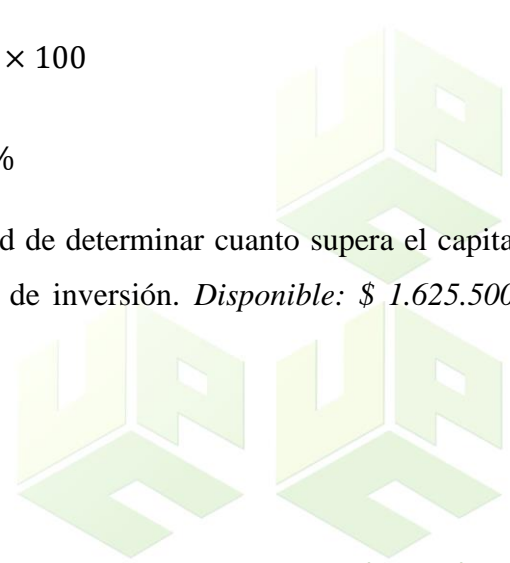 × 100
%
d de determinar cuanto supera el capita
de inversión. Disponible: $ 1.625.500